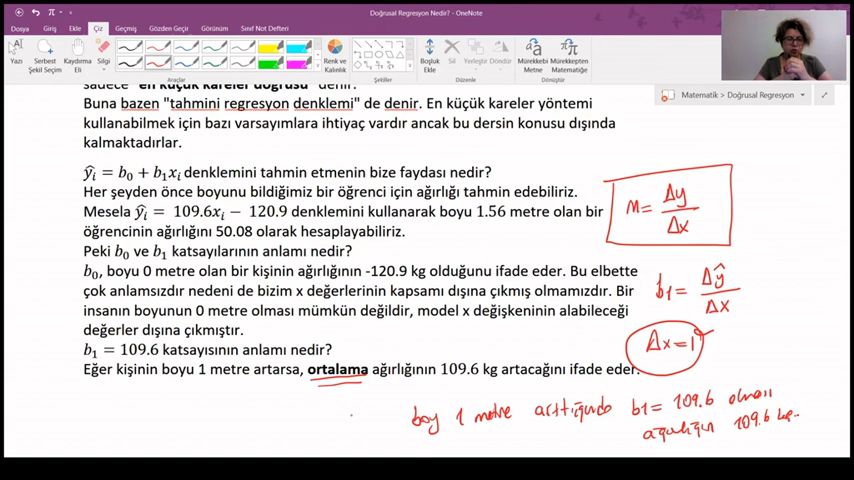 Doğrusal Regresyon Nedir? - OneNote
Dosya Giriş Ekle Çiz Geçmiş Gözden Geçir Görünüm Sınıf Not Defteri
Yazı Serbest Şekil Seç Kaydırma Eli Silgi Renk ve Kalınlık Boyluk Ekle Sil Mürekkebi Metne Mürekkepten Matematiğe
Araçlar Şekiller Dönüştür
Matematik > Doğrusal Regresyon
sadece "en küçük kareler doğrusu" denir.
Buna bazen "tahmini regresyon denklemi" de denir. En küçük kareler yöntemi
kullanabilmek için bazı varsayımlara ihtiyaç vardır ancak bu dersin konusu dışında
kalmaktadırlar.
ŷᵢ = b₀ + b₁xᵢ denklemini tahmin etmenin bize faydası nedir?
Her şeyden önce boyunu bildiğimiz bir öğrenci için ağırlığı tahmin edebiliriz.
Mesela ŷᵢ = 109.6xᵢ − 120.9 denklemini kullanarak boyu 1.56 metre olan bir
öğrencinin ağırlığını 50.08 olarak hesaplayabiliriz.
Peki b₀ ve b₁ katsayılarının anlamı nedir?
b₀, boyu 0 metre olan bir kişinin ağırlığının -120.9 kg olduğunu ifade eder. Bu elbette
çok anlamsızdır nedeni de bizim x değerlerinin kapsamı dışına çıkmış olmamızdır. Bir
insanın boyunun 0 metre olması mümkün değildir, model x değişkeninin alabileceği
değerler dışına çıkmıştır.
b₁ = 109.6 katsayısının anlamı nedir?
Eğer kişinin boyu 1 metre artarsa, ortalama ağırlığının 109.6 kg artacağını ifade eder.
m = Δy / Δx
b1 = Δŷ / Δx
Δx = 1
boy 1 metre arttığında b1 = 109.6 olması
ağırlığın 109.6 kg